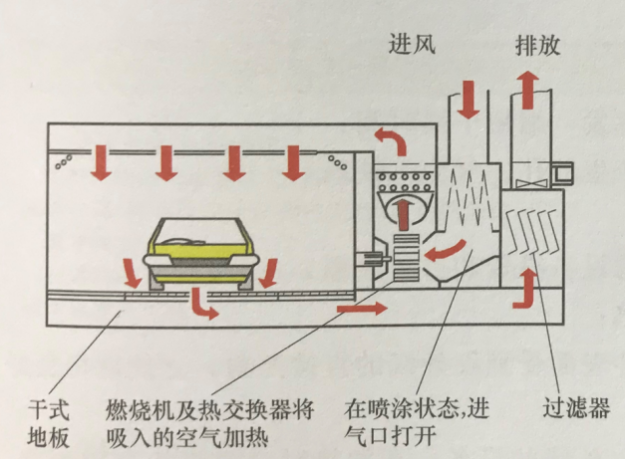 进风
排放
干式
地板
燃烧机及热交换器将
吸入的空气加热
在喷涂状态,进
气口打开
过滤器